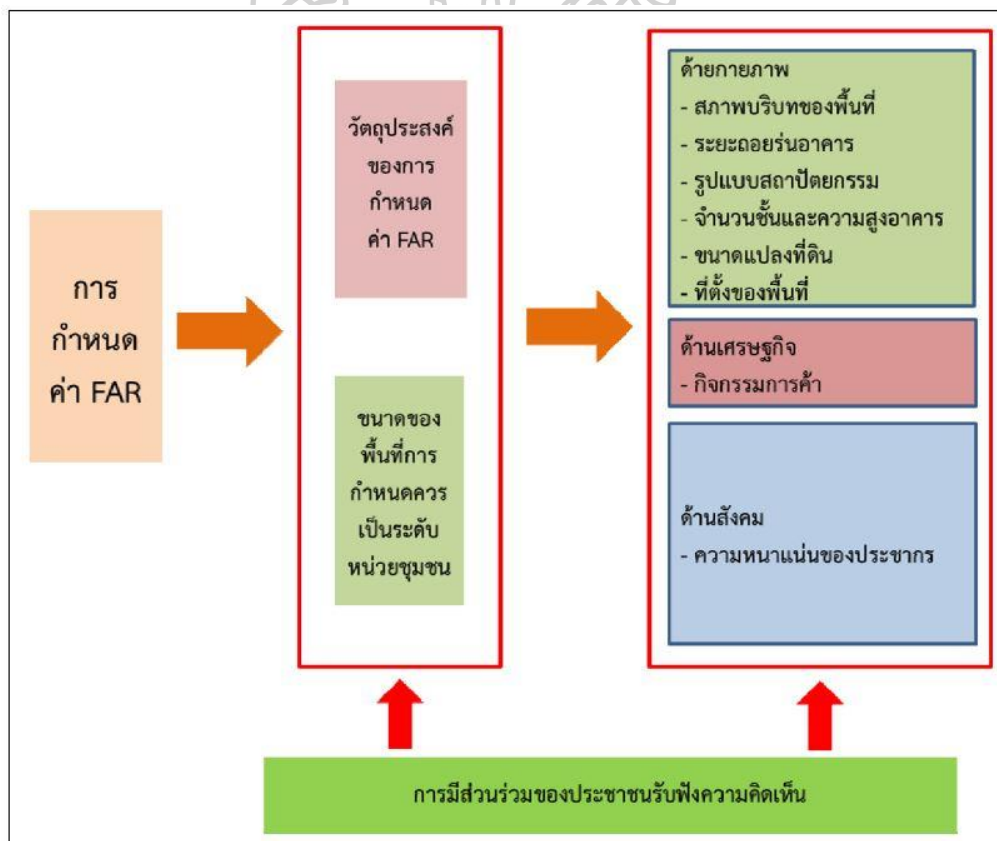 การ
กำหนด
ค่า FAR
วัตถุประสงค์
ของการ
กำหนด
ค่า FAR
ขนาดของ
พื้นที่การ
กำหนดควร
เป็นระดับ
หน่วยชุมชน
ด้ายกายภาพ
- สภาพบริบทของพื้นที่
- ระยะถอยร่นอาคาร
- รูปแบบสถาปัตยกรรม
- จำนวนชั้นและความสูงอาคาร
- ขนาดแปลงที่ดิน
- ที่ตั้งของพื้นที่
ด้านเศรษฐกิจ
- กิจกรรมการค้า
ด้านสังคม
- ความหนาแน่นของประชากร
การมีส่วนร่วมของประชาชนรับฟังความคิดเห็น